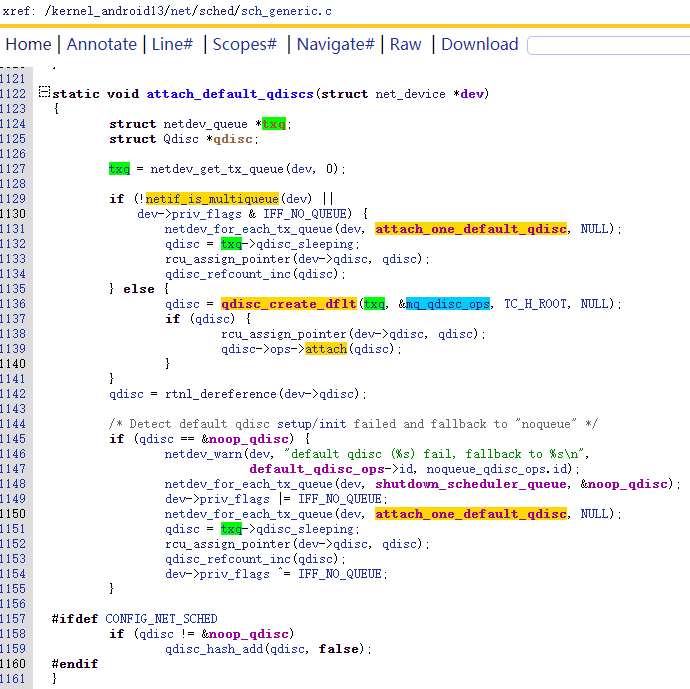 xref: /kernel_android13/net/sched/sch_generic.c
Home | Annotate | Line# | Scopes# | Navigate# | Raw | Download
1121
1122 static void attach_default_qdiscs(struct net_device *dev)
1123 {
1124 struct netdev_queue *txq;
1125 struct Qdisc *qdisc;
1126
1127 txq = netdev_get_tx_queue(dev, 0);
1128
1129 if (!netif_is_multiqueue(dev) ||
1130 dev->priv_flags & IFF_NO_QUEUE) {
1131 netdev_for_each_tx_queue(dev, attach_one_default_qdisc, NULL);
1132 qdisc = txq->qdisc_sleeping;
1133 rcu_assign_pointer(dev->qdisc, qdisc);
1134 qdisc_refcount_inc(qdisc);
1135 } else {
1136 qdisc = qdisc_create_dflt(txq, &mq_qdisc_ops, TC_H_ROOT, NULL);
1137 if (qdisc) {
1138 rcu_assign_pointer(dev->qdisc, qdisc);
1139 qdisc->ops->attach(qdisc);
1140 }
1141 }
1142 qdisc = rtnl_dereference(dev->qdisc);
1143
1144 /* Detect default qdisc setup/init failed and fallback to "noqueue" */
1145 if (qdisc == &noop_qdisc) {
1146 netdev_warn(dev, "default qdisc (%s) fail, fallback to %s\n",
1147 default_qdisc_ops->id, noqueue_qdisc_ops.id);
1148 netdev_for_each_tx_queue(dev, shutdown_scheduler_queue, &noop_qdisc);
1149 dev->priv_flags |= IFF_NO_QUEUE;
1150 netdev_for_each_tx_queue(dev, attach_one_default_qdisc, NULL);
1151 qdisc = txq->qdisc_sleeping;
1152 rcu_assign_pointer(dev->qdisc, qdisc);
1153 qdisc_refcount_inc(qdisc);
1154 dev->priv_flags ^= IFF_NO_QUEUE;
1155 }
1156
1157 #ifdef CONFIG_NET_SCHED
1158 if (qdisc != &noop_qdisc)
1159 qdisc_hash_add(qdisc, false);
1160 #endif
1161 }